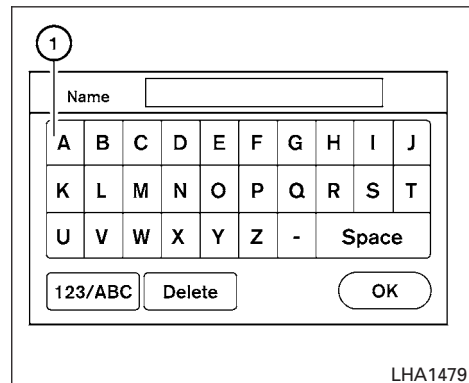 1
Name
A B C D E F G H I J
K L M N O P Q R S T
U V W X Y Z - Space
123/ABC Delete OK
LHA1479